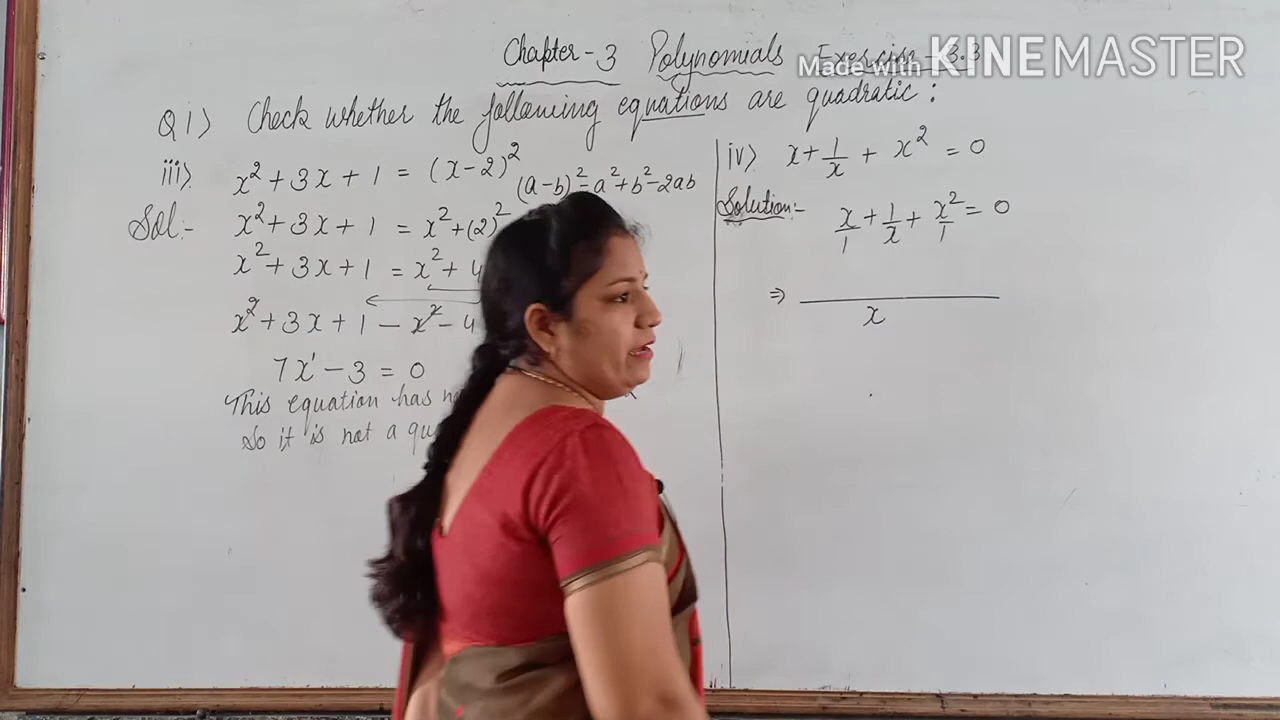 Chapter-3 Polynomials Exercise-3.3
Made with KINEMASTER
Q1) Check whether the following equations are quadratic:
iii) x²+3x+1 = (x-2)²
(a-b)²=a²+b²-2ab
Sol:- x²+3x+1 = x²+(2)²
x²+3x+1 = x²+4
x²+3x+1-x²-4
7x¹-3=0
This equation has
So it is not a
iv) x+1/x+x²=0
Solution:- x/1+1/x+x²/1=0
⇒ x